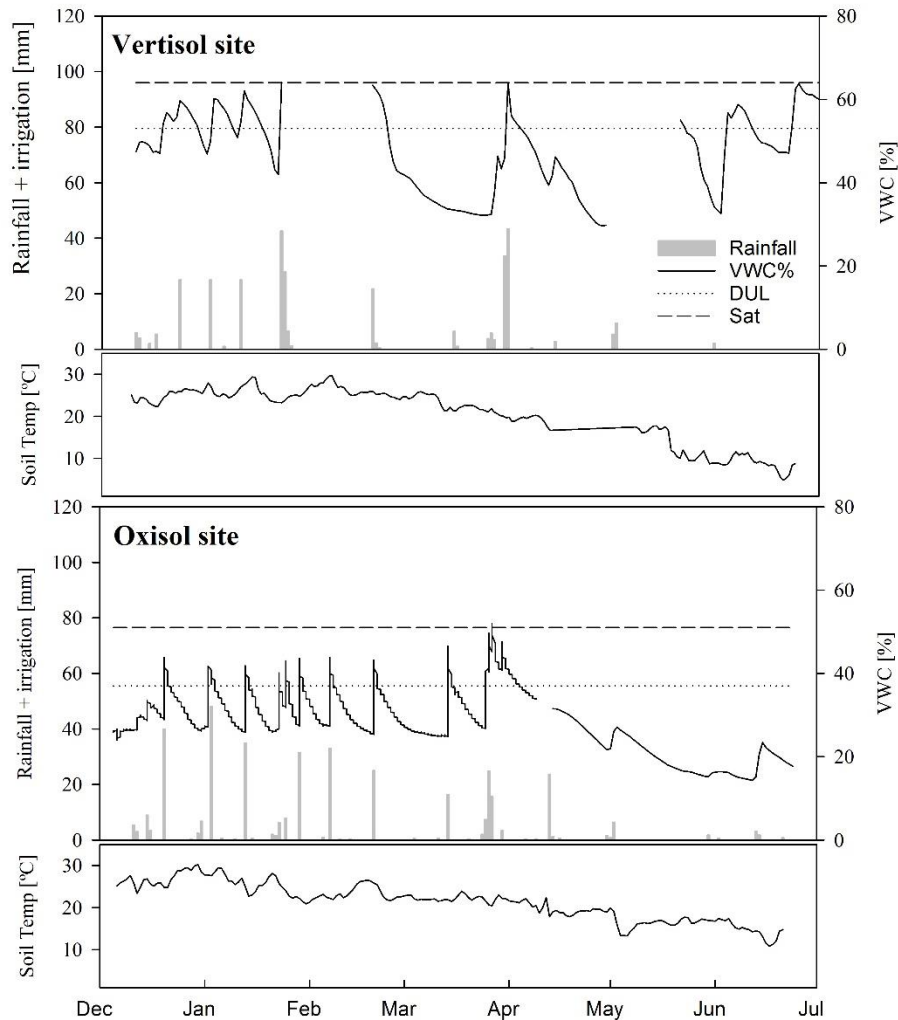 120
100
80
60
40
20
0
Rainfall + irrigation [mm]
Vertisol site
80
60
40
20
0
VWC [%]
Rainfall
VWC%
DUL
Sat
30
20
10
Soil Temp [ºC]
120
100
80
60
40
20
0
Rainfall + irrigation [mm]
Oxisol site
80
60
40
20
0
VWC [%]
30
20
10
Soil Temp [ºC]
Dec Jan Feb Mar Apr May Jun Jul